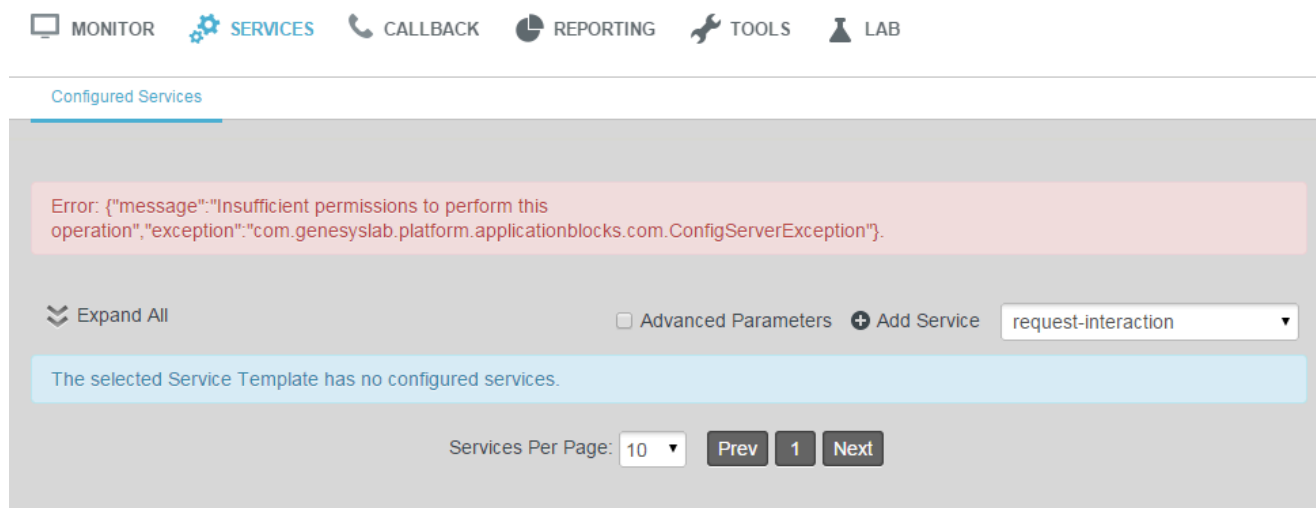 MONITOR SERVICES CALLBACK REPORTING TOOLS LAB
Configured Services
Error: {"message":"Insufficient permissions to perform this
operation","exception":"com.genesyslab.platform.applicationblocks.com.ConfigServerException"}.
Expand All Advanced Parameters Add Service request-interaction
The selected Service Template has no configured services.
Services Per Page: 10 Prev 1 Next